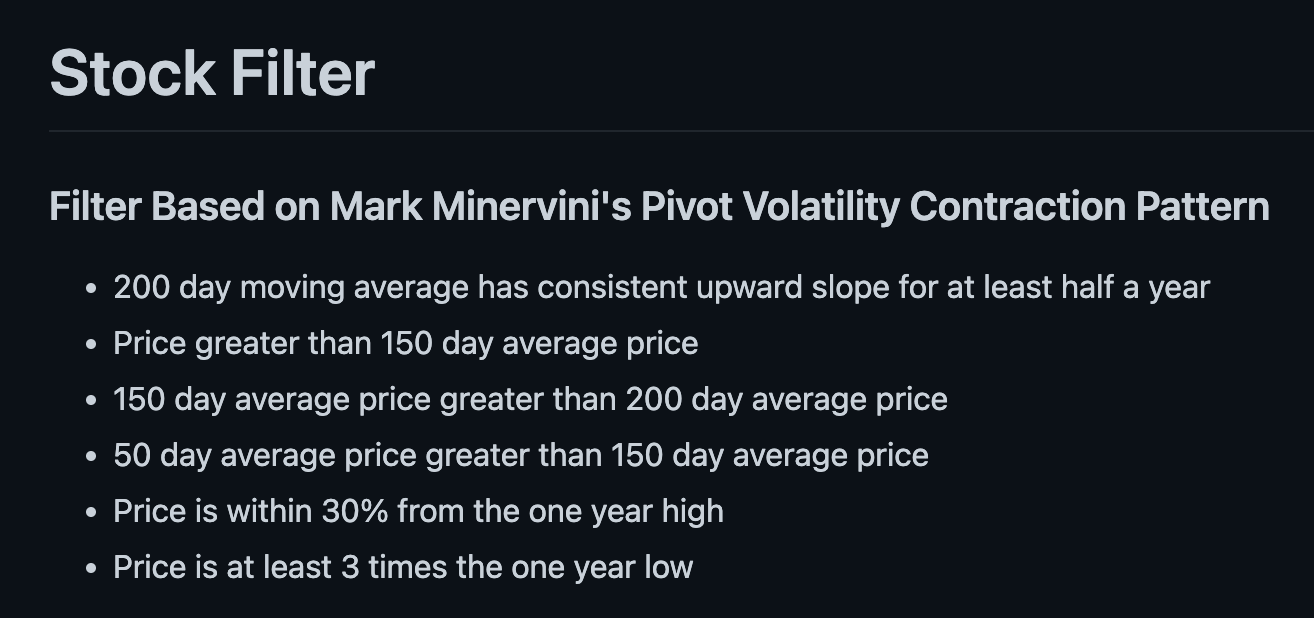 Stock Filter
Filter Based on Mark Minervini's Pivot Volatility Contraction Pattern
• 200 day moving average has consistent upward slope for at least half a year
• Price greater than 150 day average price
• 150 day average price greater than 200 day average price
• 50 day average price greater than 150 day average price
• Price is within 30% from the one year high
• Price is at least 3 times the one year low